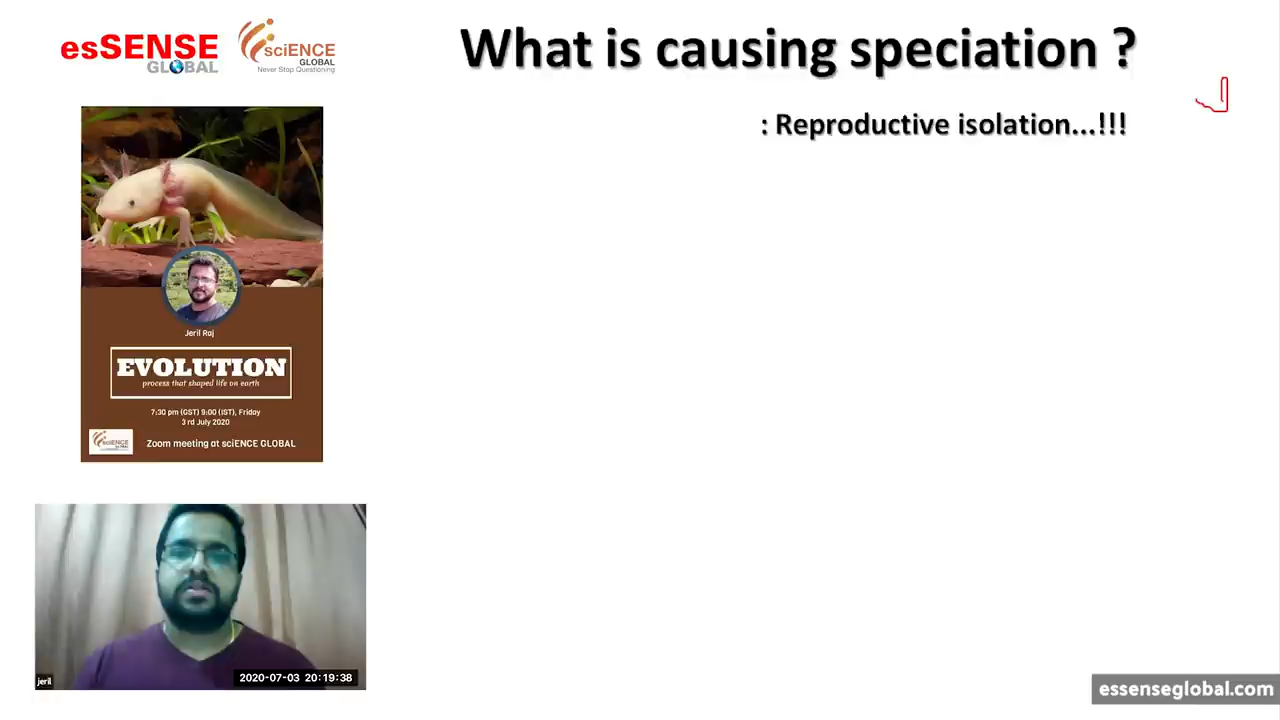 esSENSE
GLOBAL
sciENCE
GLOBAL
Never Stop Questioning
What is causing speciation ?
: Reproductive isolation...!!!
Jeril Raj
EVOLUTION
process that shaped life on earth
7:30 pm (GST) 9:00 (IST), Friday
3 rd July 2020
sciENCE
Zoom meeting at sciENCE GLOBAL
jeril
2020-07-03 20:19:38
essenseglobal.com